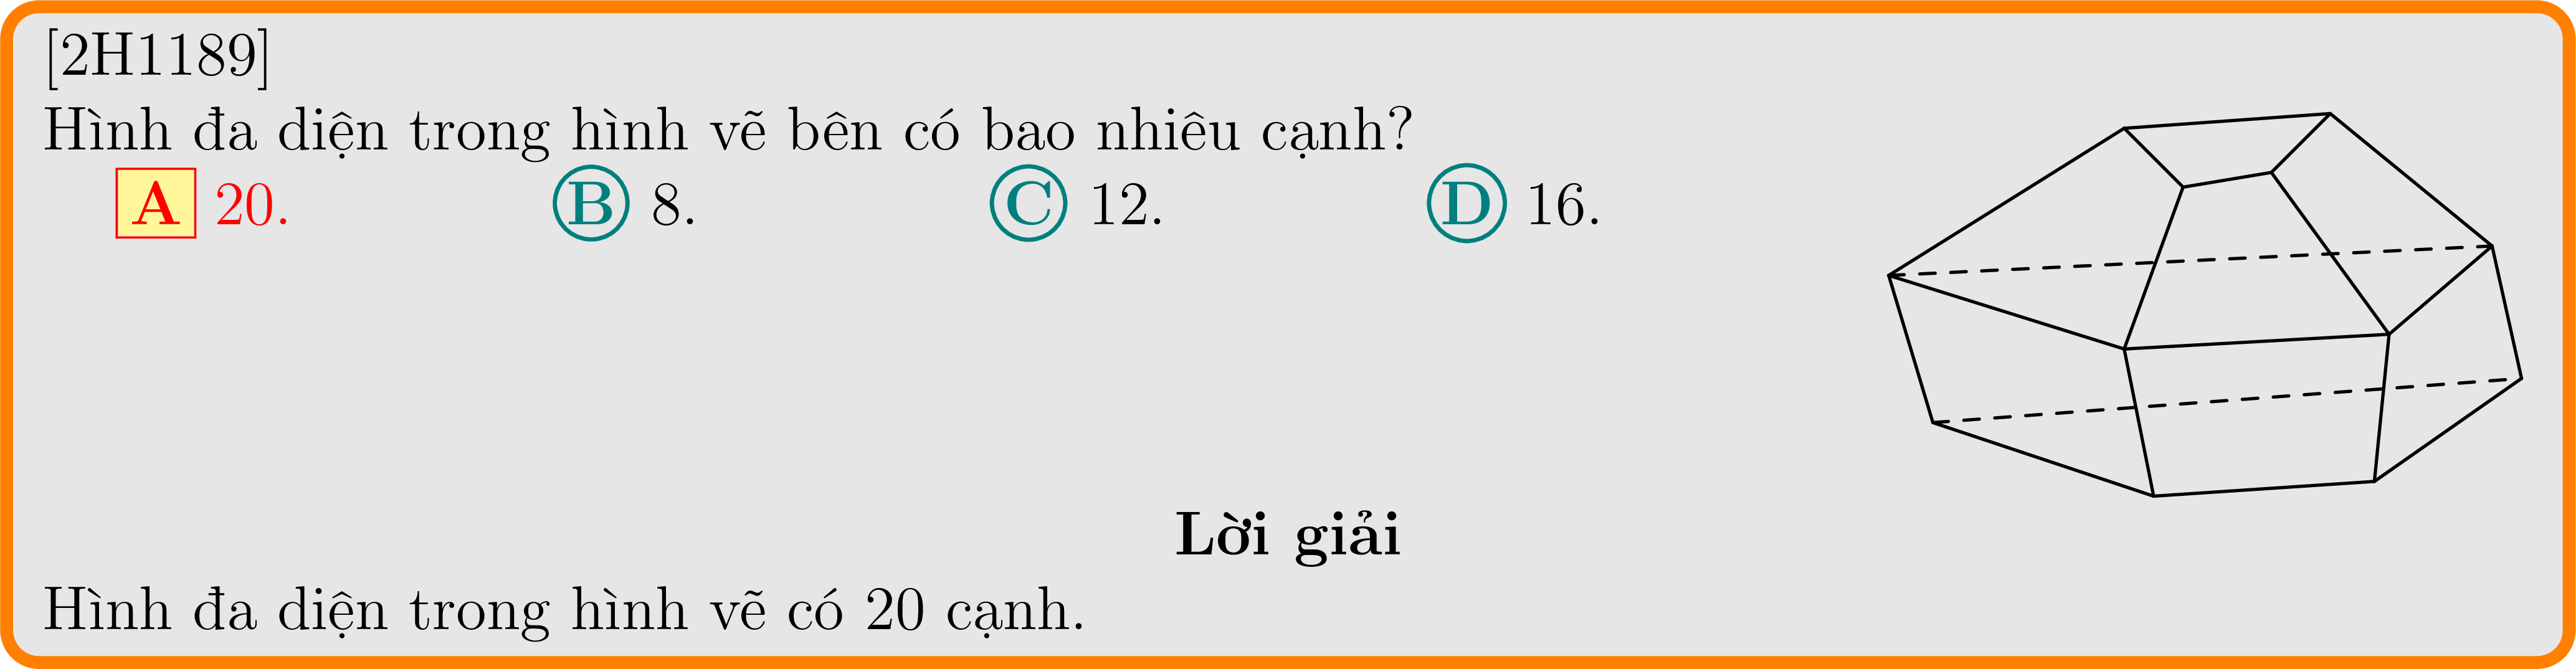 [2H1189]
Hình đa diện trong hình vẽ bên có bao nhiêu cạnh?
A 20. B 8. C 12. D 16.
Lời giải
Hình đa diện trong hình vẽ có 20 cạnh.